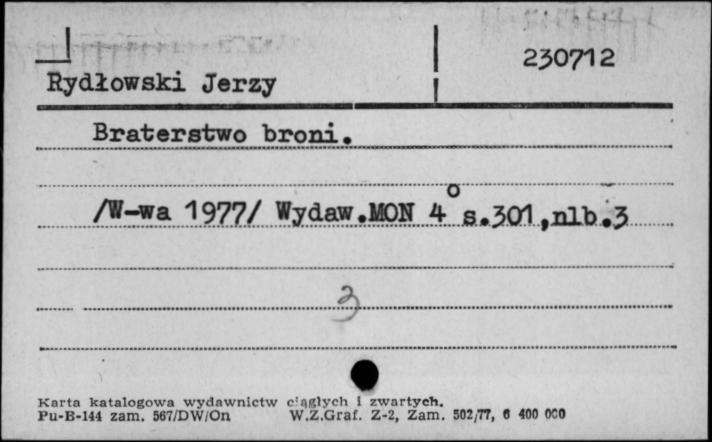 230712
Rydłowski Jerzy
Braterstwo broni.
/W-wa 1977/ Wydaw.MON 4° s.301,nlb.3
3
Karta katalogowa wydawnictw ciągłych i zwartych.
Pu-B-144 zam. 567/DW/On W.Z.Graf. Z-2, Zam. 502/77, 6 400 000